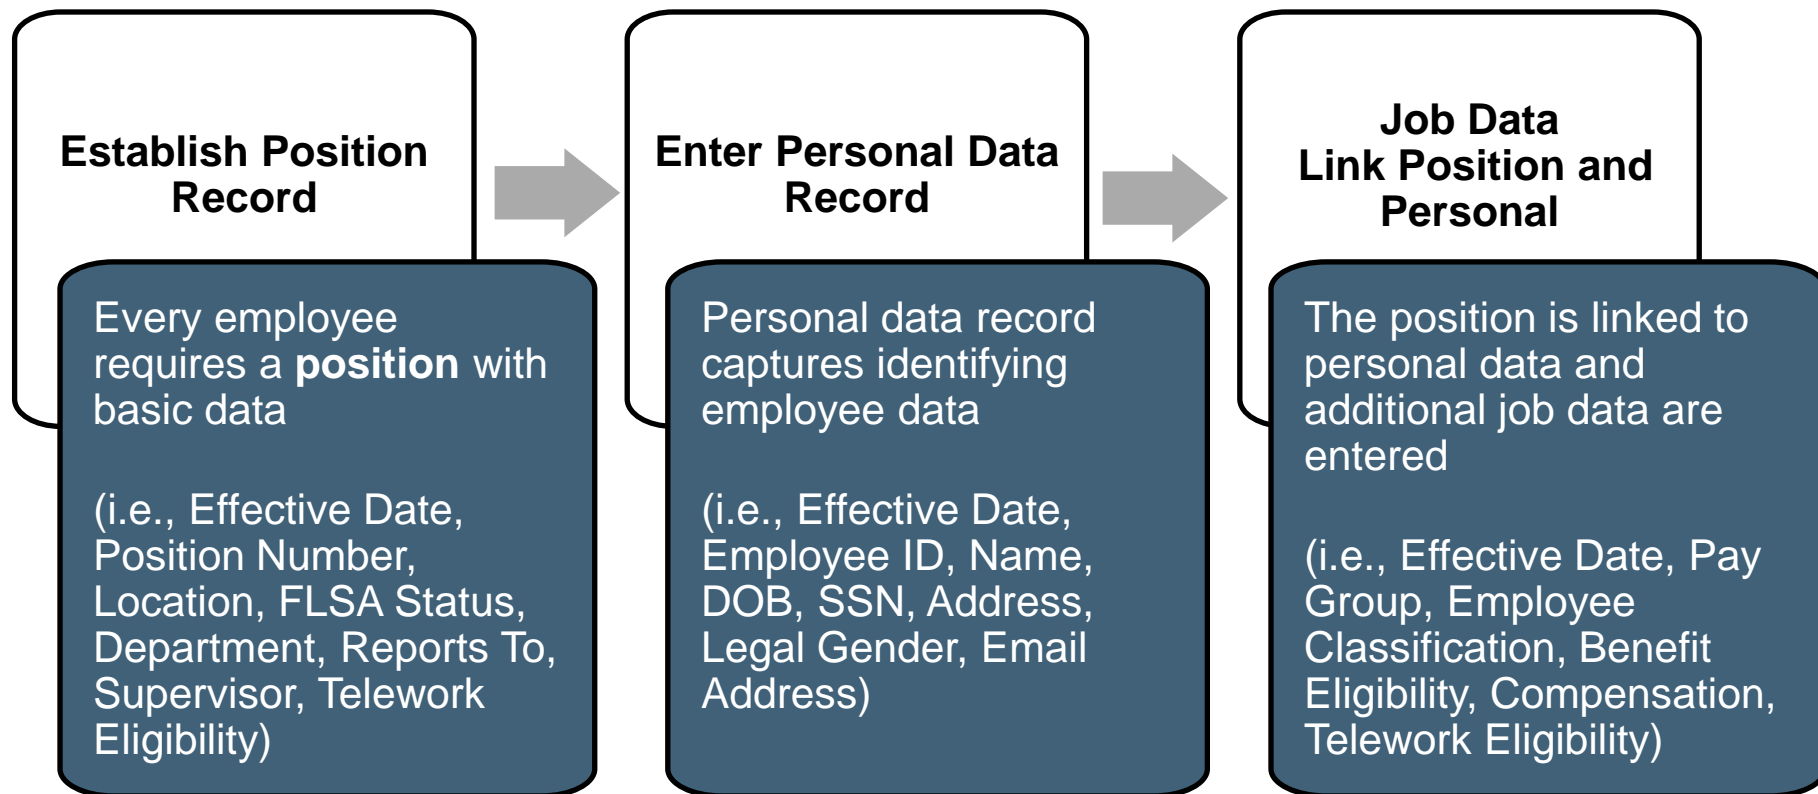 Establish Position
Record
Every employee
requires a position with
basic data
(i.e., Effective Date,
Position Number,
Location, FLSA Status,
Department, Reports To,
Supervisor, Telework
Eligibility)
Enter Personal Data
Record
Personal data record
captures identifying
employee data
(i.e., Effective Date,
Employee ID, Name,
DOB, SSN, Address,
Legal Gender, Email
Address)
Job Data
Link Position and
Personal
The position is linked to
personal data and
additional job data are
entered
(i.e., Effective Date, Pay
Group, Employee
Classification, Benefit
Eligibility, Compensation,
Telework Eligibility)